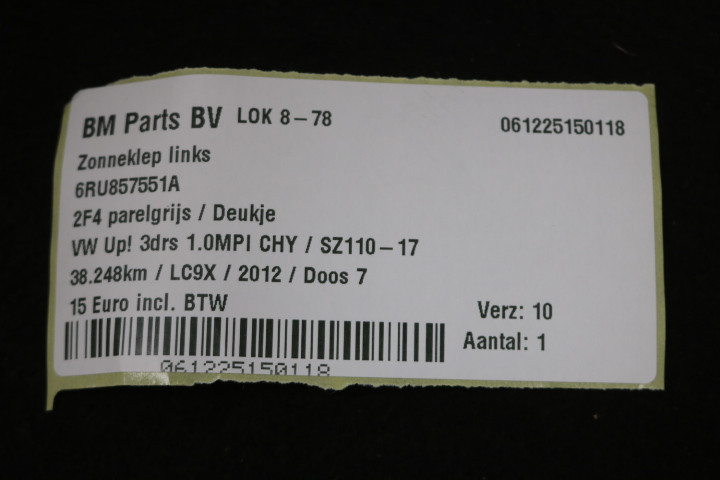 BM Parts BV LOK 8-78 061225150118
Zonneklep links
6RU857551A
2F4 parelgrijs / Deukje
VW Up! 3drs 1.0MPI CHY / SZ110-17
38.248km / LC9X / 2012 / Doos 7
15 Euro incl. BTW Verz: 10
Aantal: 1
061225150118